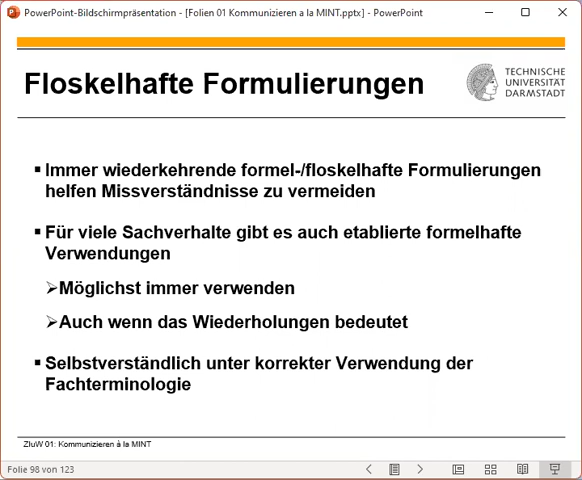 PowerPoint-Bildschirmpräsentation - [Folien 01 Kommunizieren a la MINT.pptx] - PowerPoint
Floskelhafte Formulierungen
TECHNISCHE
UNIVERSITÄT
DARMSTADT
▪ Immer wiederkehrende formel-/floskelhafte Formulierungen
helfen Missverständnisse zu vermeiden
▪ Für viele Sachverhalte gibt es auch etablierte formelhafte
Verwendungen
➢Möglichst immer verwenden
➢Auch wenn das Wiederholungen bedeutet
▪ Selbstverständlich unter korrekter Verwendung der
Fachterminologie
ZIuW 01: Kommunizieren à la MINT
Folie 98 von 123